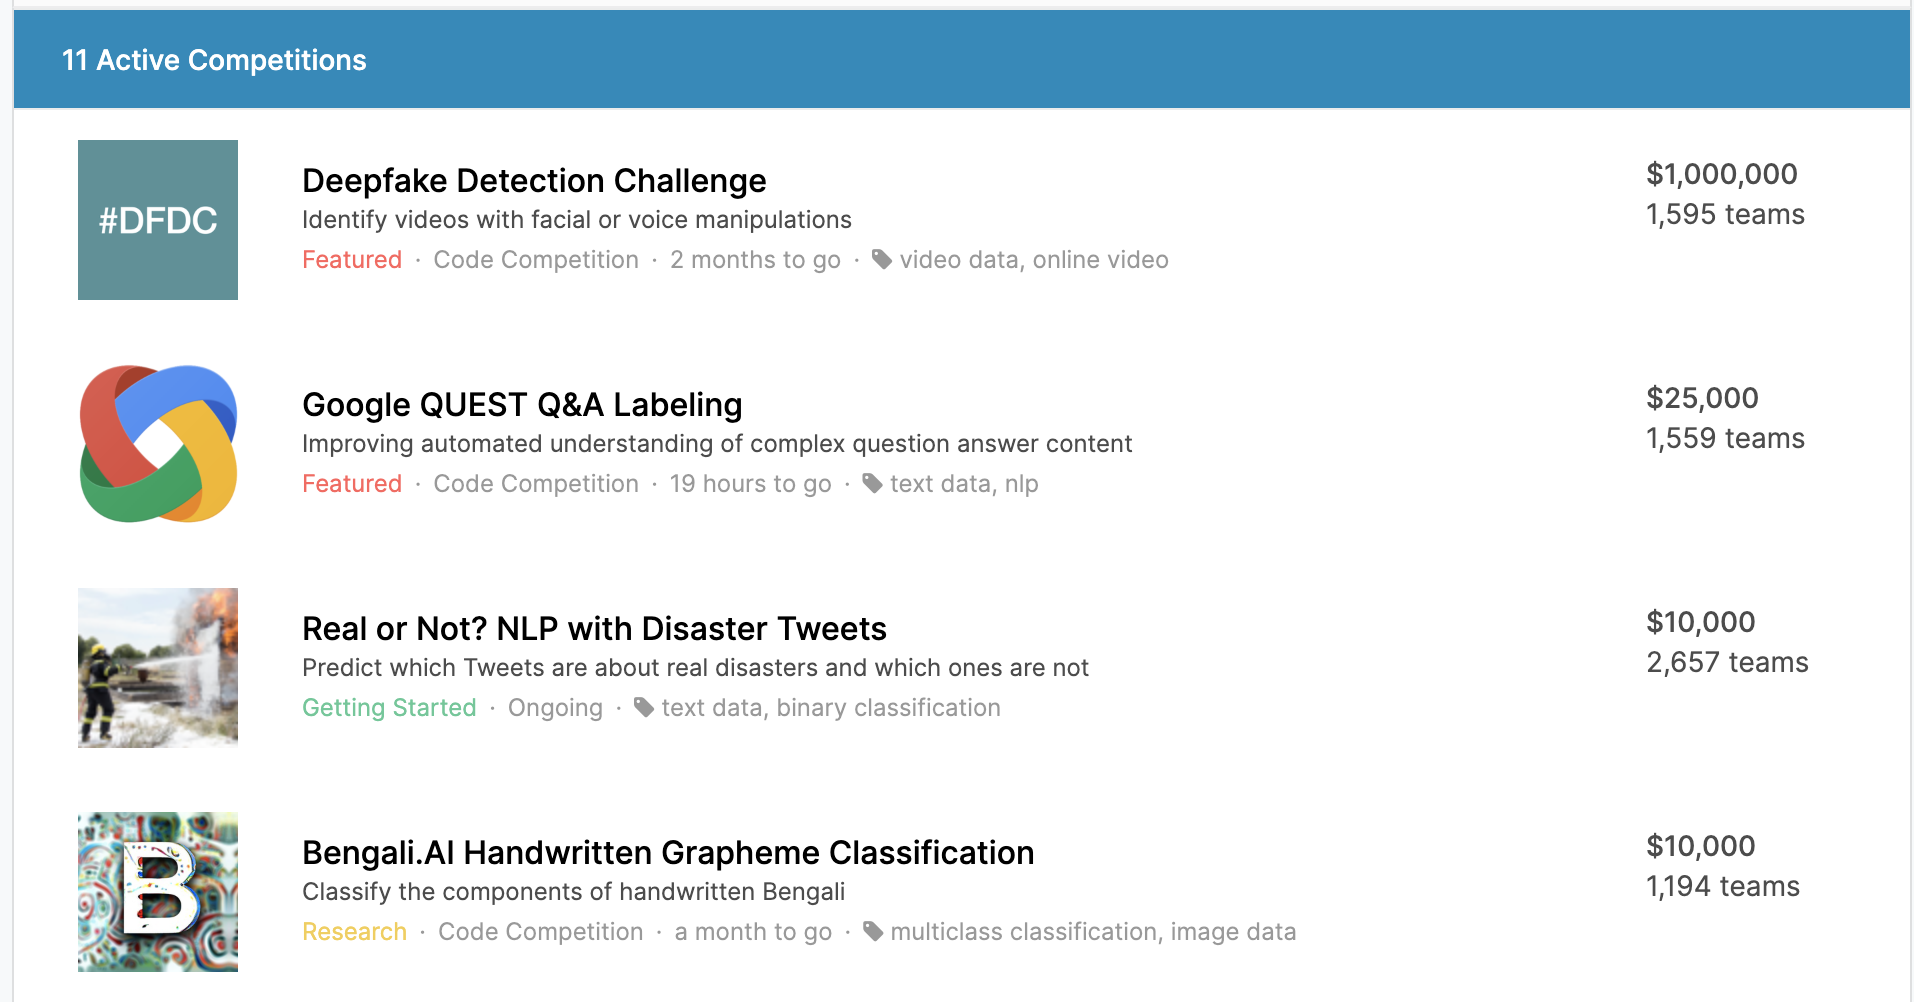 11 Active Competitions
#DFDC
Deepfake Detection Challenge
$1,000,000
Identify videos with facial or voice manipulations
1,595 teams
Featured · Code Competition · 2 months to go · video data, online video
Google QUEST Q&A Labeling
$25,000
Improving automated understanding of complex question answer content
1,559 teams
Featured · Code Competition · 19 hours to go · text data, nlp
Real or Not? NLP with Disaster Tweets
$10,000
Predict which Tweets are about real disasters and which ones are not
2,657 teams
Getting Started · Ongoing · text data, binary classification
B
Bengali.AI Handwritten Grapheme Classification
$10,000
Classify the components of handwritten Bengali
1,194 teams
Research · Code Competition · a month to go · multiclass classification, image data